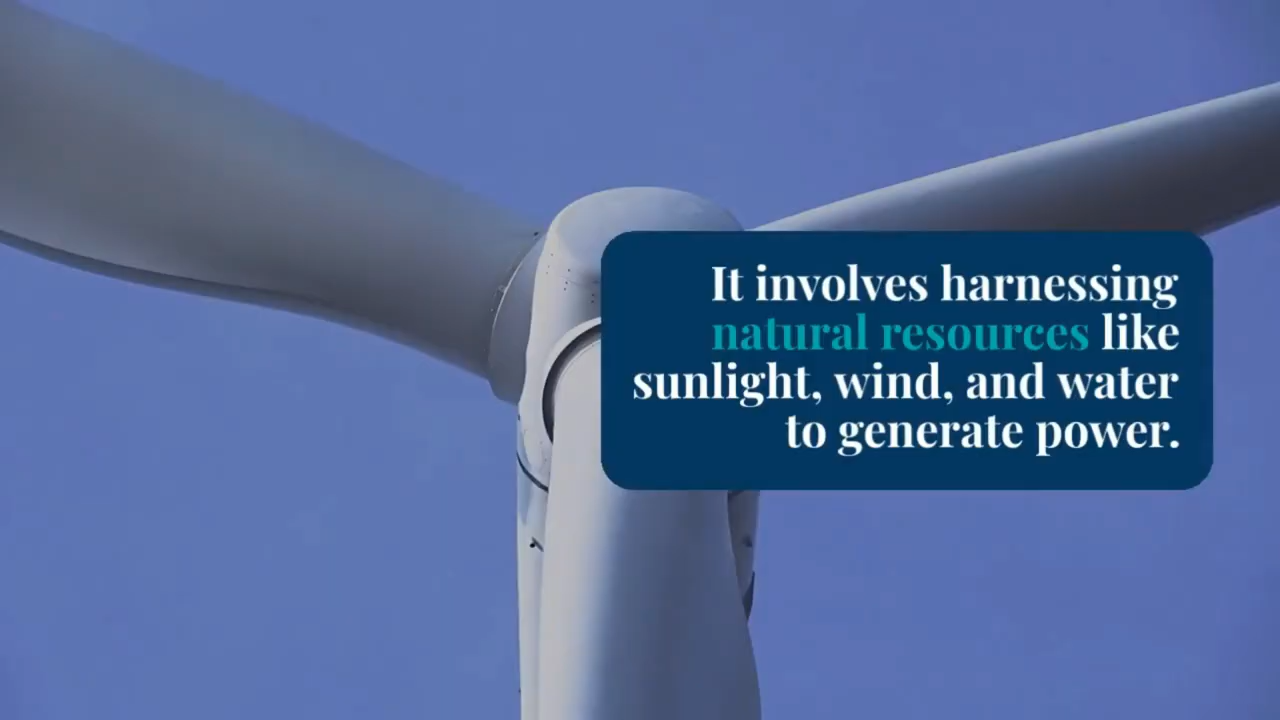 It involves harnessing
natural resources like
sunlight, wind, and water
to generate power.